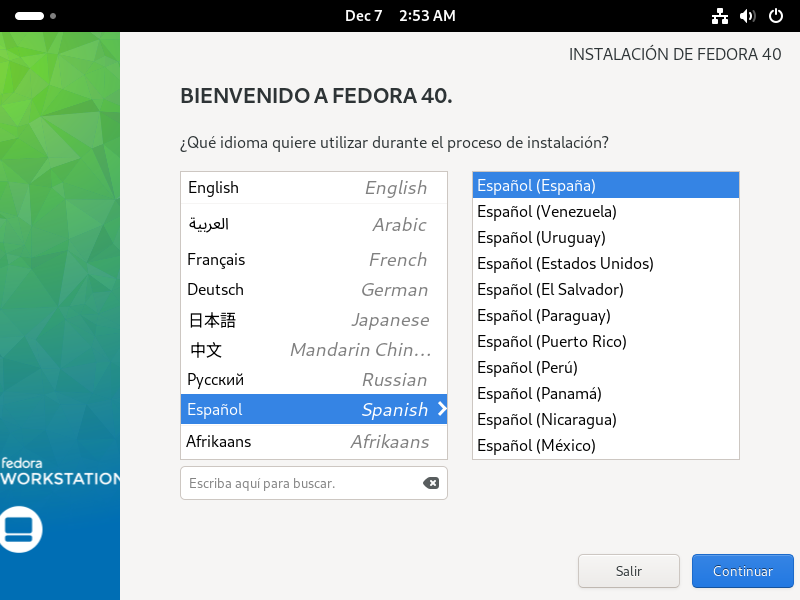 Dec 7 2:53 AM
INSTALACIÓN DE FEDORA 40
BIENVENIDO A FEDORA 40.
¿Qué idioma quiere utilizar durante el proceso de instalación?
English English
العربية Arabic
Français French
Deutsch German
日本語 Japanese
中文 Mandarin Chin...
Русский Russian
Español Spanish
Afrikaans Afrikaans
Escriba aquí para buscar.
Español (España)
Español (Venezuela)
Español (Uruguay)
Español (Estados Unidos)
Español (El Salvador)
Español (Paraguay)
Español (Puerto Rico)
Español (Perú)
Español (Panamá)
Español (Nicaragua)
Español (México)
fedora
WORKSTATION
Salir
Continuar